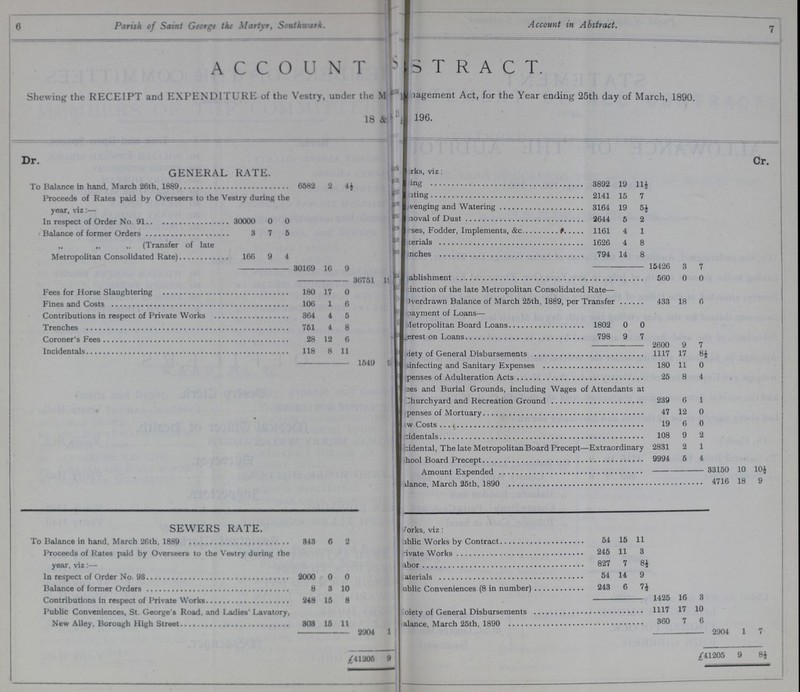 6
Parish of Saint George the Martyr, Southwark.
ACCOUNT
Shewing the RECEIPT and EXPENDITURE of the Vestry, under the M
18 &
Dr.
GENERAL RATE.
To Balance in hand, March 26th, 1889 6582 2 4½
Proceeds of Rates paid by Overseers to the Vestry during the
year, viz:—
In respect of Order No. 91 30000 0 0
Balance of former Orders 3 7 5
„ „ „ (Transfer of late
Metropolitan Consolidated Rate) 166 9 4
30169 16 9
36751
Fees for Horse Slaughtering 180 17 0
Fines and Costs 106 1 6
Contributions in respect of Private Works 364 4 5
Trenches 751 4 8
Coroner's Fees 28 12 6
Incidentals 118 8 11
1549
SEWERS RATE.
To Balance in hand, March 26th, 1889 343 6 2
Proceeds of Rates paid by Overseers to the Vestry during the
year, viz:—
In respect of Order No. 93 2000 0 0
Balance of former Orders 8 3 10
Contributions in respect of Private Works 248 15 8
Public Conveniences, St. George's Road, and Ladies' Lavatory,
New Alley, Borough High Street 303 15 11
2904 1
£41205 9
Account in Abstract.
7
STRACT.
nagement Act, for the Year ending 25th day of March, 1890.
196.
Cr.
rks, viz:
ing 3892 19 11½
ting 2141 15 7
venging and Watering 3164 19 5½
noval of Dust 2644 5 2
ses, Fodder, Implements, &c. 1161 4 1
terials 1626 4 8
nches 794 14 8
15426 3 7
ablishment 560 0 0
inction of the late Metropolitan Consolidated Rate—
Overdrawn Balance of March 25th, 1889, per Transfer 433 18 6
payment of Loans—
Metropolitan Board Loans 1802 0 0
erest on Loans 798 9 7
2600 9 7
iety of General Disbursements 1117 17 8½
sinfecting and Sanitary Expenses 180 11 0
penses of Adulteration Acts 25 8 4
ees and Burial Grounds, including Wages of Attendants at
Churchyard and Recreation Ground 239 6 1
penses of Mortuary 47 12 0
w Costs 19 6 0
cidentals 108 9 2
cidental, The late Metropolitan Board Precept—Extraordinary 2831 2 1
hool Board Precept 9994 5 4
Amount Expended 33150 10 10½
alance, March 25th, 1890 4716 18 9
orks, viz:
ublic Works by Contract 54 15 11
rivate Works 245 11 3
abor 827 7 8½
aterials 54 14 9
ublic Conveniences (8 in number) 243 6 7½
1425 16 3
oiety of General Disbursements 1117 17 10
alance, March 25th, 1890 360 7 6
2904 1 7
£41205 9 8½